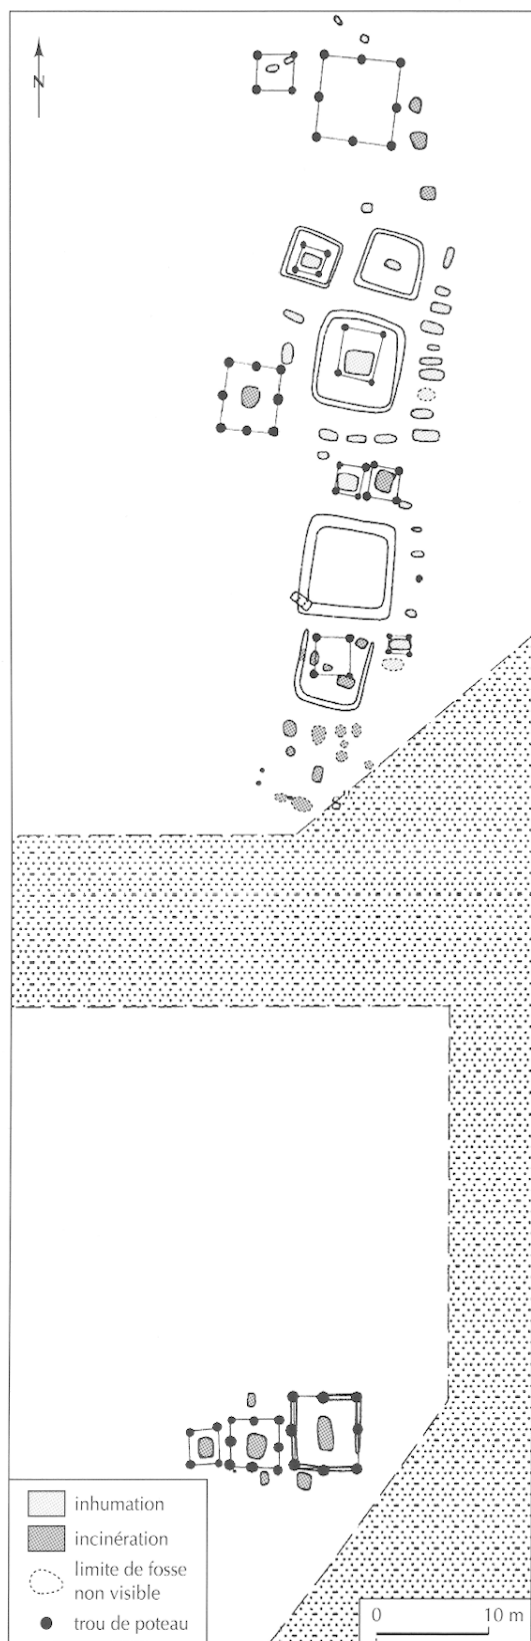 N
inhumation
incinération
limite de fosse
non visible
trou de poteau
0 10 m